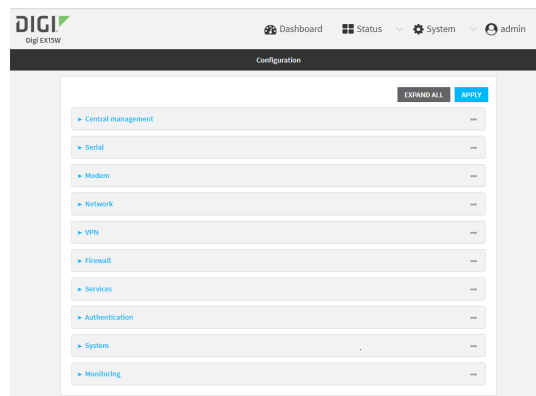 DIGI
Digi EX15W
Dashboard Status System admin
Configuration
EXPAND ALL APPLY
Central management
Serial
Modem
Network
VPN
Firewall
Services
Authentication
System
Monitoring